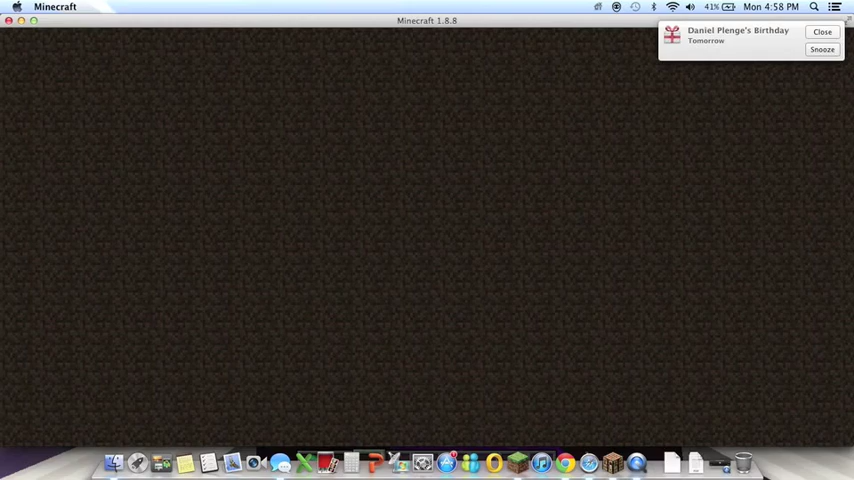 Minecraft
41%
Mon 4:58 PM
Minecraft 1.8.8
Daniel Plenge's Birthday
Tomorrow
Close
Snooze